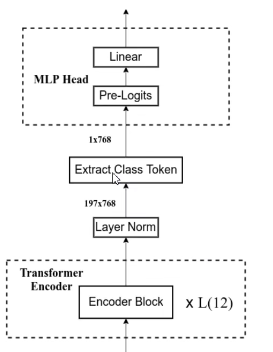 Linear
MLP Head
Pre-Logits
1x768
Extract Class Token
197x768
Layer Norm
Transformer
Encoder
Encoder Block
x L(12)